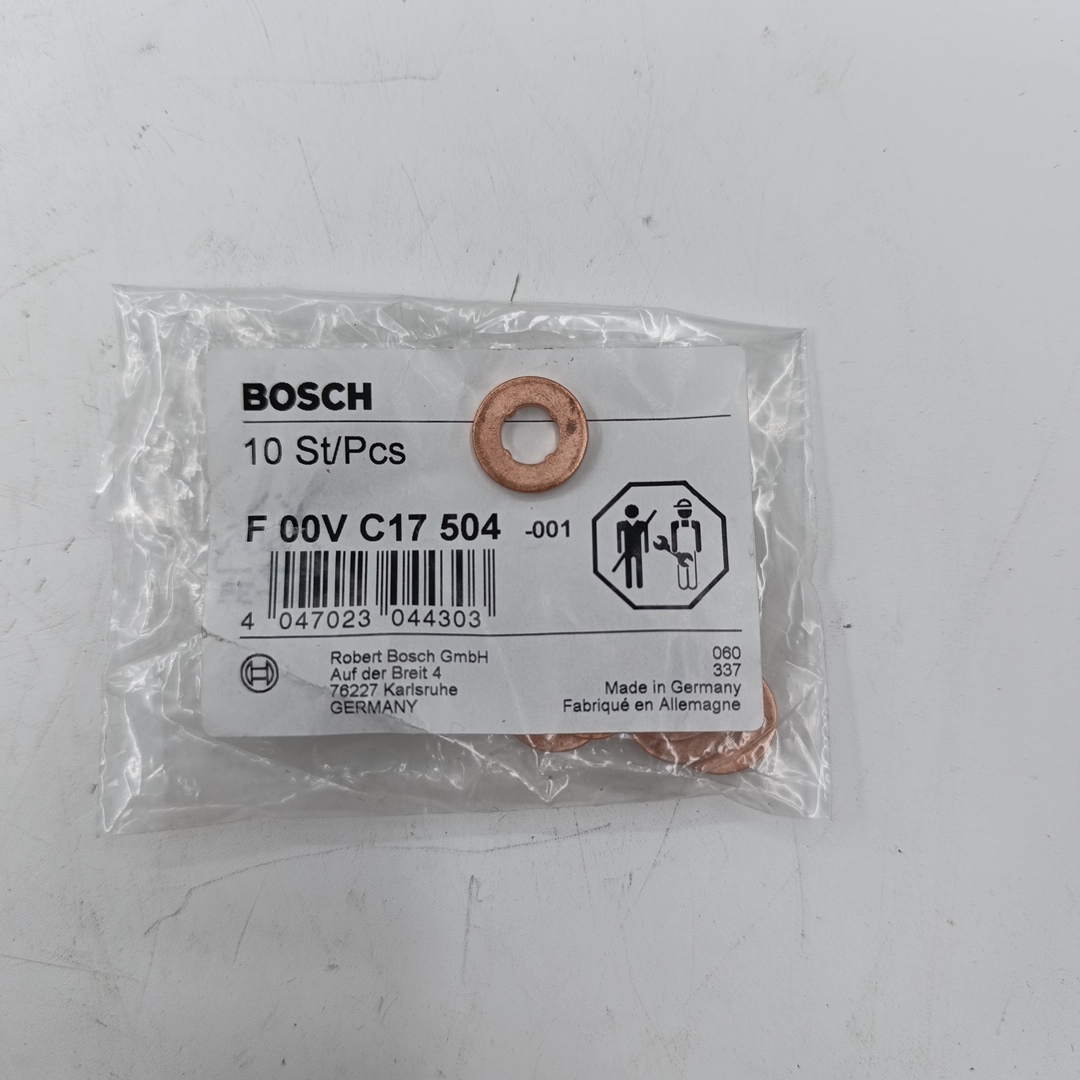 BOSCH
10 St/Pcs
F 00V C17 504 -001
4 047023 044303
Robert Bosch GmbH
Auf der Breit 4
76227 Karlsruhe
GERMANY
060
337
Made in Germany
Fabriqué en Allemagne